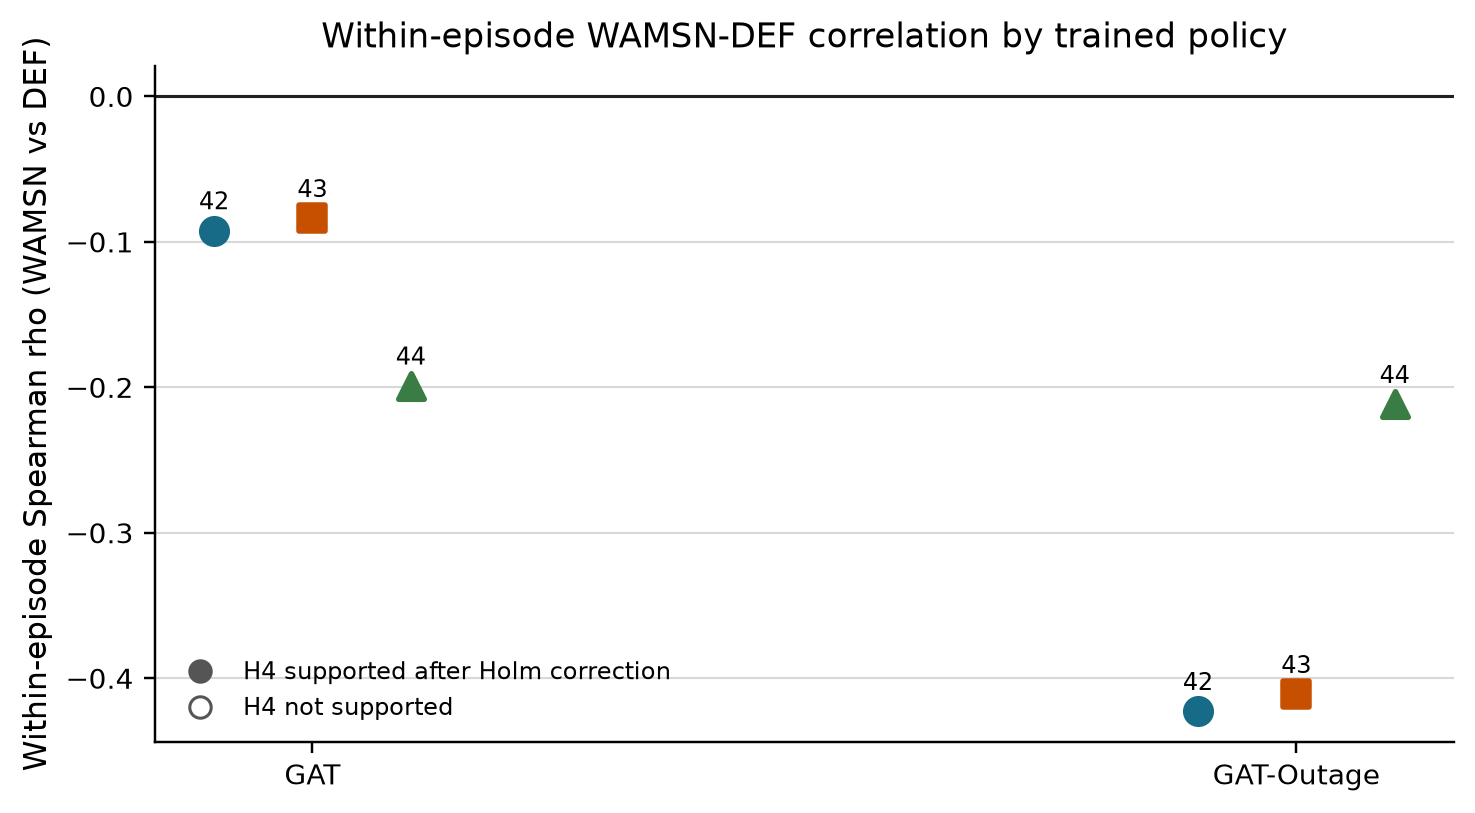 Within-episode WAMSN-DEF correlation by trained policy
Within-episode Spearman rho (WAMSN vs DEF)
0.0
−0.1
−0.2
−0.3
−0.4
42
43
44
42
43
44
H4 supported after Holm correction
H4 not supported
GAT
GAT-Outage